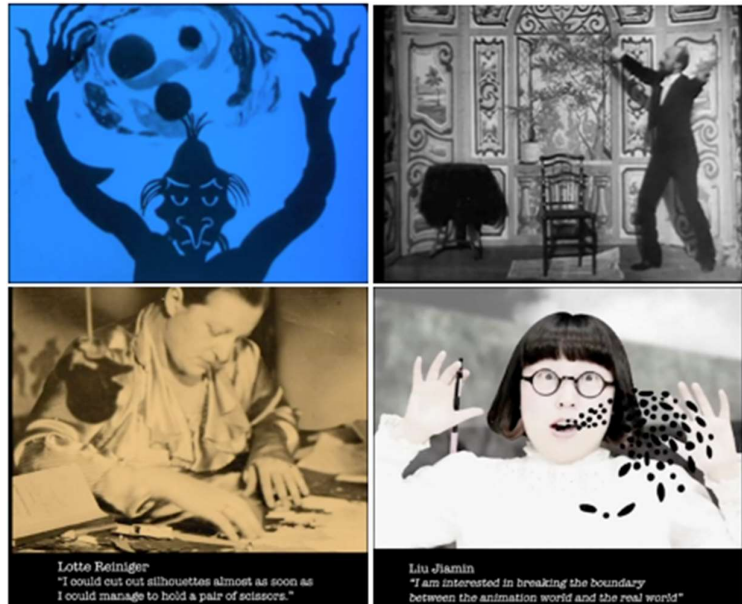 Lotte Reiniger
"I could cut out silhouettes almost as soon as
I could manage to hold a pair of scissors."
Liu Jiamin
"I am interested in breaking the boundary
between the animation world and the real world"